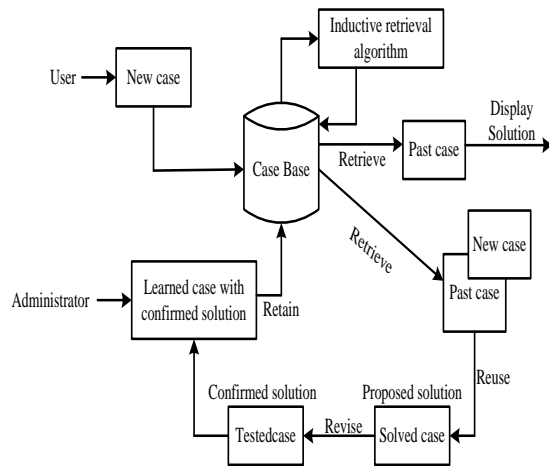 Inductive retrieval
algorithm
User
New case
Display
Solution
Case Base
Retrieve
Past case
Retrieve
New case
Past case
Administrator
Learned case with
confirmed solution
Retain
Reuse
Confirmed solution
Proposed solution
Testedcase
Revise
Solved case